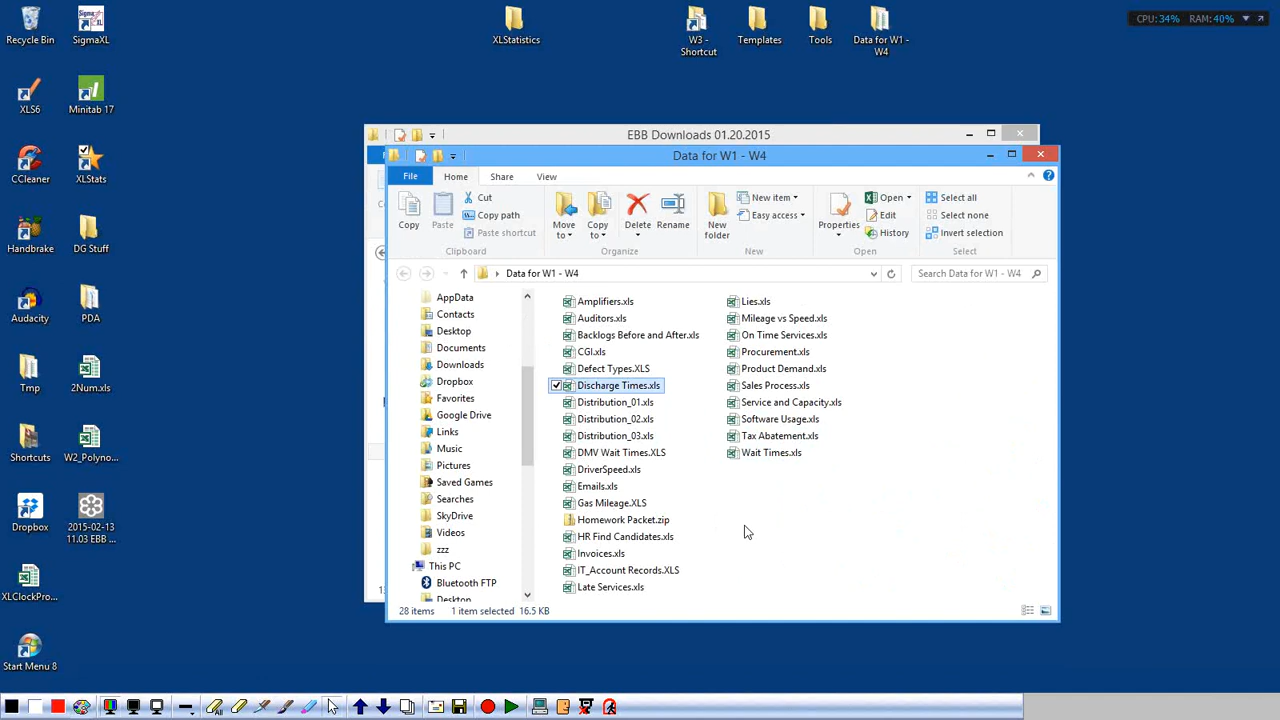 Recycle Bin
SigmaXL
XLStatistics
W3 -
Shortcut
Templates
Tools
Data for W1 -
W4
CPU:34% RAM:40%
XLS6
Minitab 17
CCleaner
XLStats
Handbrake
DG Stuff
Audacity
PDA
Tmp
2Num.xls
Shortcuts
W2_Polyno...
Dropbox
2015-02-13
11.03 EBB ...
XLClockPro...
Start Menu 8
EBB Downloads 01.20.2015
Data for W1 - W4
File Home Share View
Copy
Paste
Cut
Copy path
Paste shortcut
Clipboard
Move
to
Copy
to
Delete
Rename
Organize
New
folder
New item
Easy access
New
Properties
Open
Edit
History
Open
Select all
Select none
Invert selection
Select
Data for W1 - W4
Search Data for W1 - W4
AppData
Contacts
Desktop
Documents
Downloads
Dropbox
Favorites
Google Drive
Links
Music
Pictures
Saved Games
Searches
SkyDrive
Videos
zzz
This PC
Bluetooth FTP
Desktop
Amplifiers.xls
Auditors.xls
Backlogs Before and After.xls
CGI.xls
Defect Types.XLS
Discharge Times.xls
Distribution_01.xls
Distribution_02.xls
Distribution_03.xls
DMV Wait Times.XLS
DriverSpeed.xls
Emails.xls
Gas Mileage.XLS
Homework Packet.zip
HR Find Candidates.xls
Invoices.xls
IT_Account Records.XLS
Late Services.xls
Lies.xls
Mileage vs Speed.xls
On Time Services.xls
Procurement.xls
Product Demand.xls
Sales Process.xls
Service and Capacity.xls
Software Usage.xls
Tax Abatement.xls
Wait Times.xls
28 items 1 item selected 16.5 KB